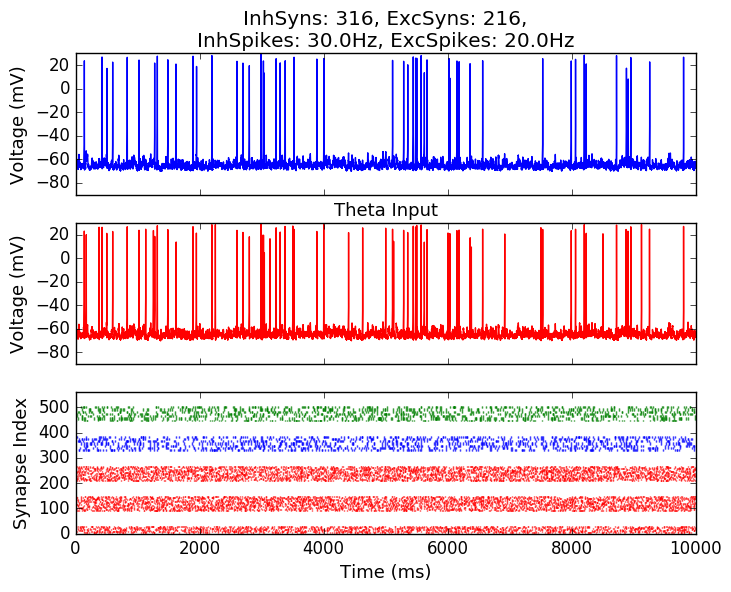 InhSyns: 316, ExcSyns: 216,
InhSpikes: 30.0Hz, ExcSpikes: 20.0Hz
20
0
−20
−40
−60
−80
Voltage (mV)
Theta Input
20
0
−20
−40
−60
−80
Voltage (mV)
500
400
300
200
100
0
Synapse Index
0 2000 4000 6000 8000 10000
Time (ms)